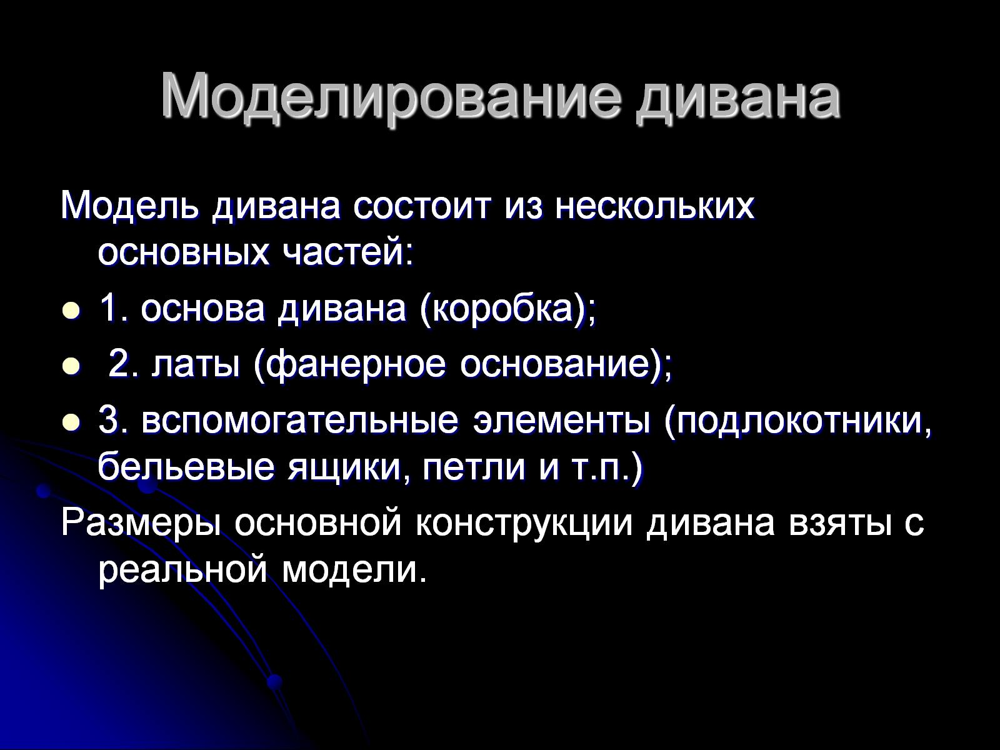 Моделирование дивана
Модель дивана состоит из нескольких
основных частей:
1. основа дивана (коробка);
2. латы (фанерное основание);
3. вспомогательные элементы (подлокотники,
бельевые ящики, петли и т.п.)
Размеры основной конструкции дивана взяты с
реальной модели.